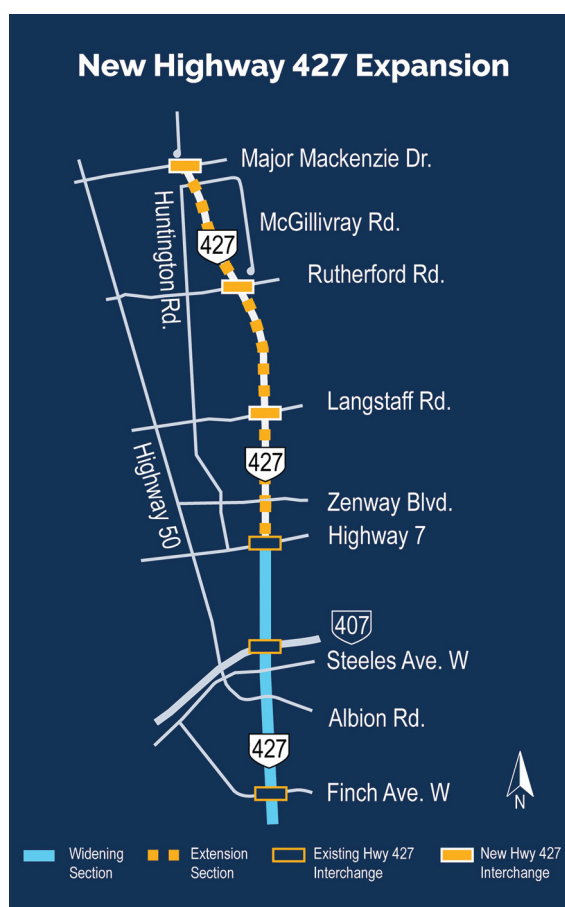 New Highway 427 Expansion
Major Mackenzie Dr.
Huntington Rd.
McGillivray Rd.
427
Rutherford Rd.
Langstaff Rd.
Highway 50
427
Zenway Blvd.
Highway 7
407
Steeles Ave. W
Albion Rd.
427
Finch Ave. W
N
Widening
Section
Extension
Section
Existing Hwy 427
Interchange
New Hwy 427
Interchange